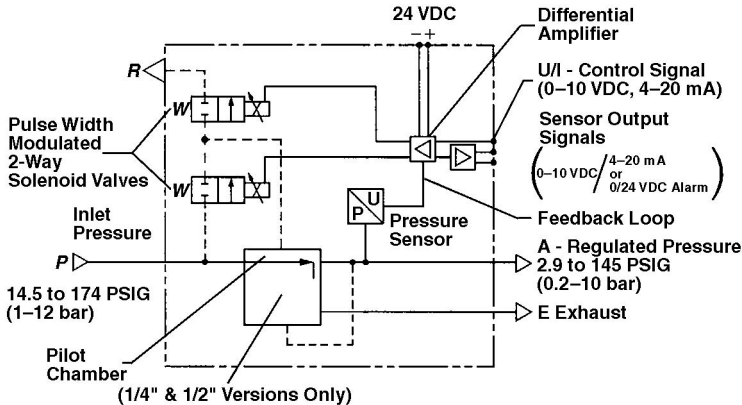 24 VDC
– +
Differential
Amplifier
R
U/I - Control Signal
(0–10 VDC, 4–20 mA)
W
Pulse Width
Modulated
2-Way
Solenoid Valves
Sensor Output
Signals
(0–10 VDC / 4–20 mA
or
0/24 VDC Alarm)
W
U
P
Pressure
Sensor
Feedback Loop
Inlet
Pressure
P
A - Regulated Pressure
2.9 to 145 PSIG
(0.2–10 bar)
14.5 to 174 PSIG
(1–12 bar)
E Exhaust
Pilot
Chamber
(1/4" & 1/2" Versions Only)